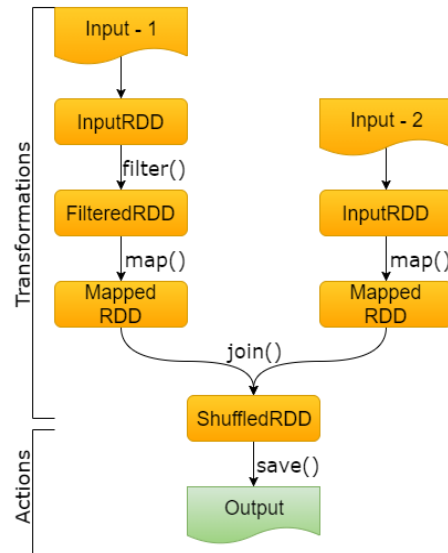 Input - 1
InputRDD
Input - 2
filter()
FilteredRDD
InputRDD
map()
map()
Mapped
RDD
Mapped
RDD
join()
ShuffledRDD
save()
Output
Transformations
Actions